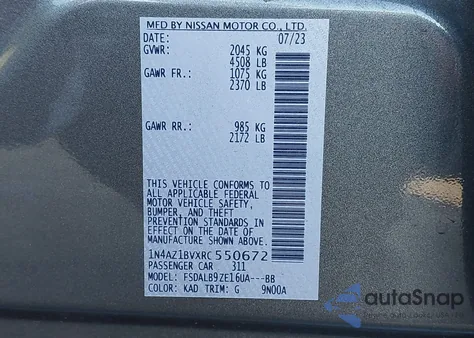 MFD BY NISSAN MOTOR CO., LTD.
DATE: 07/23
GVWR: 2045 KG
4508 LB
GAWR FR.: 1075 KG
2370 LB
GAWR RR.: 985 KG
2172 LB
THIS VEHICLE CONFORMS TO
ALL APPLICABLE FEDERAL
MOTOR VEHICLE SAFETY,
BUMPER, AND THEFT
PREVENTION STANDARDS IN
EFFECT ON THE DATE OF
MANUFACTURE SHOWN ABOVE.
1N4AZ1BVXRC550672
PASSENGER CAR 311
MODEL: FSDALB9ZE16UA---BB
COLOR: KAD TRIM: G 9N00A
autoSnap